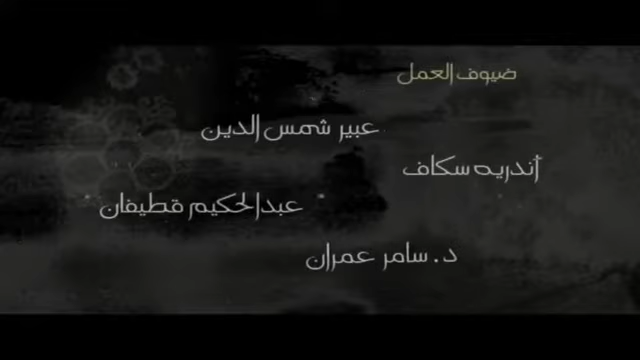 ضيوف العمل
عبير شمس الدين
أندريه سكاف
عبدالحكيم قطيفان
د. سامر عمران